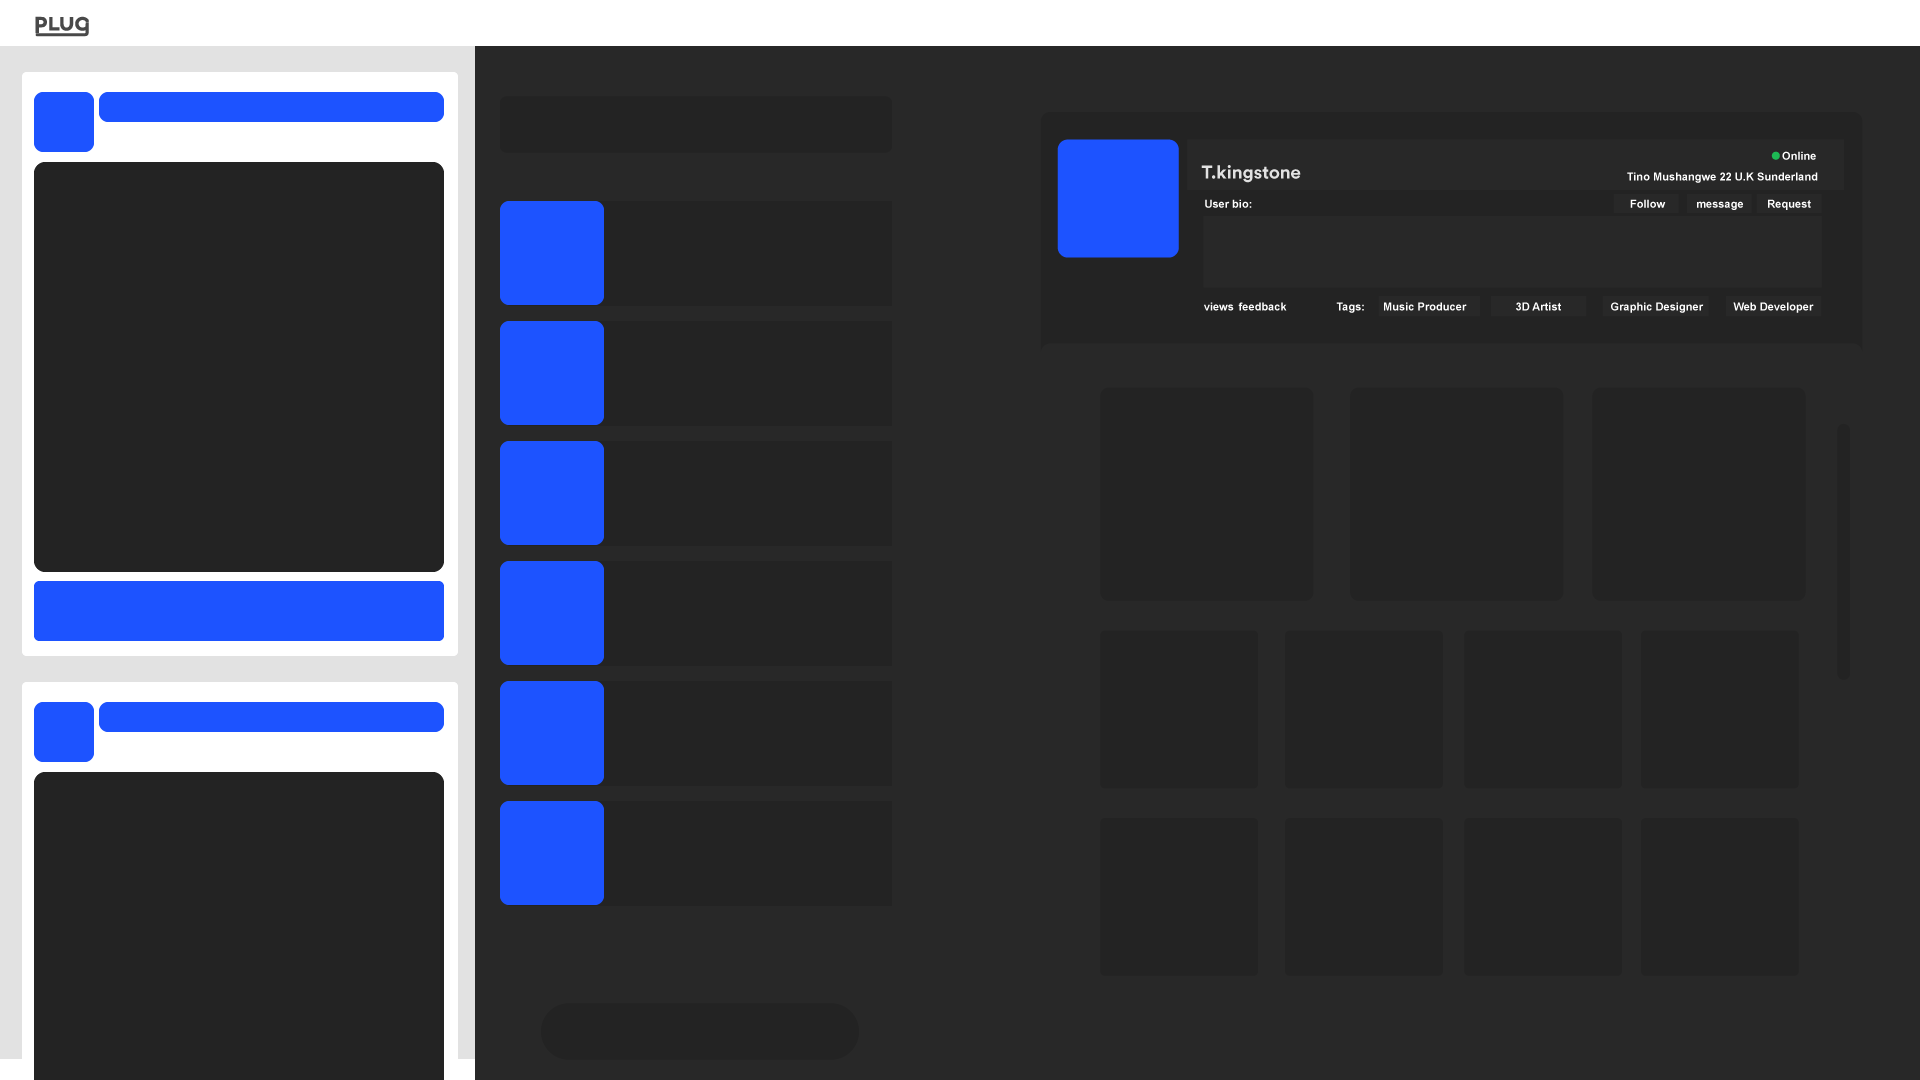 PLUG
Online
T.kingstone
Tino Mushangwe 22 U.K Sunderland
User bio:
Follow message Request
views feedback Tags: Music Producer 3D Artist Graphic Designer Web Developer